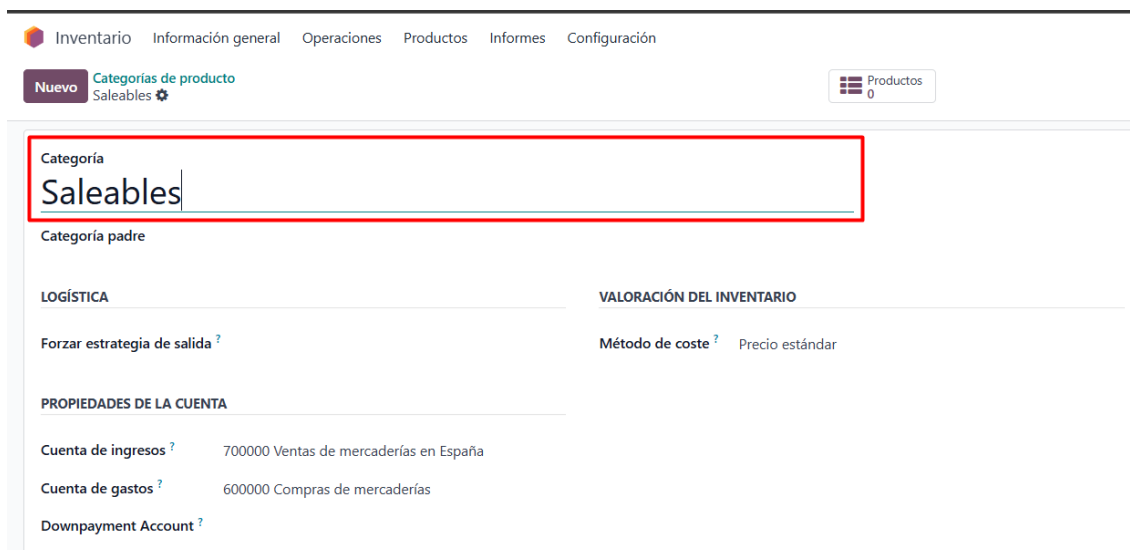 Inventario Información general Operaciones Productos Informes Configuración
Nuevo Categorías de producto
Saleables
Productos
0
Categoría
Saleables
Categoría padre
LOGÍSTICA
VALORACIÓN DEL INVENTARIO
Forzar estrategia de salida ?
Método de coste ? Precio estándar
PROPIEDADES DE LA CUENTA
Cuenta de ingresos ? 700000 Ventas de mercaderías en España
Cuenta de gastos ? 600000 Compras de mercaderías
Downpayment Account ?